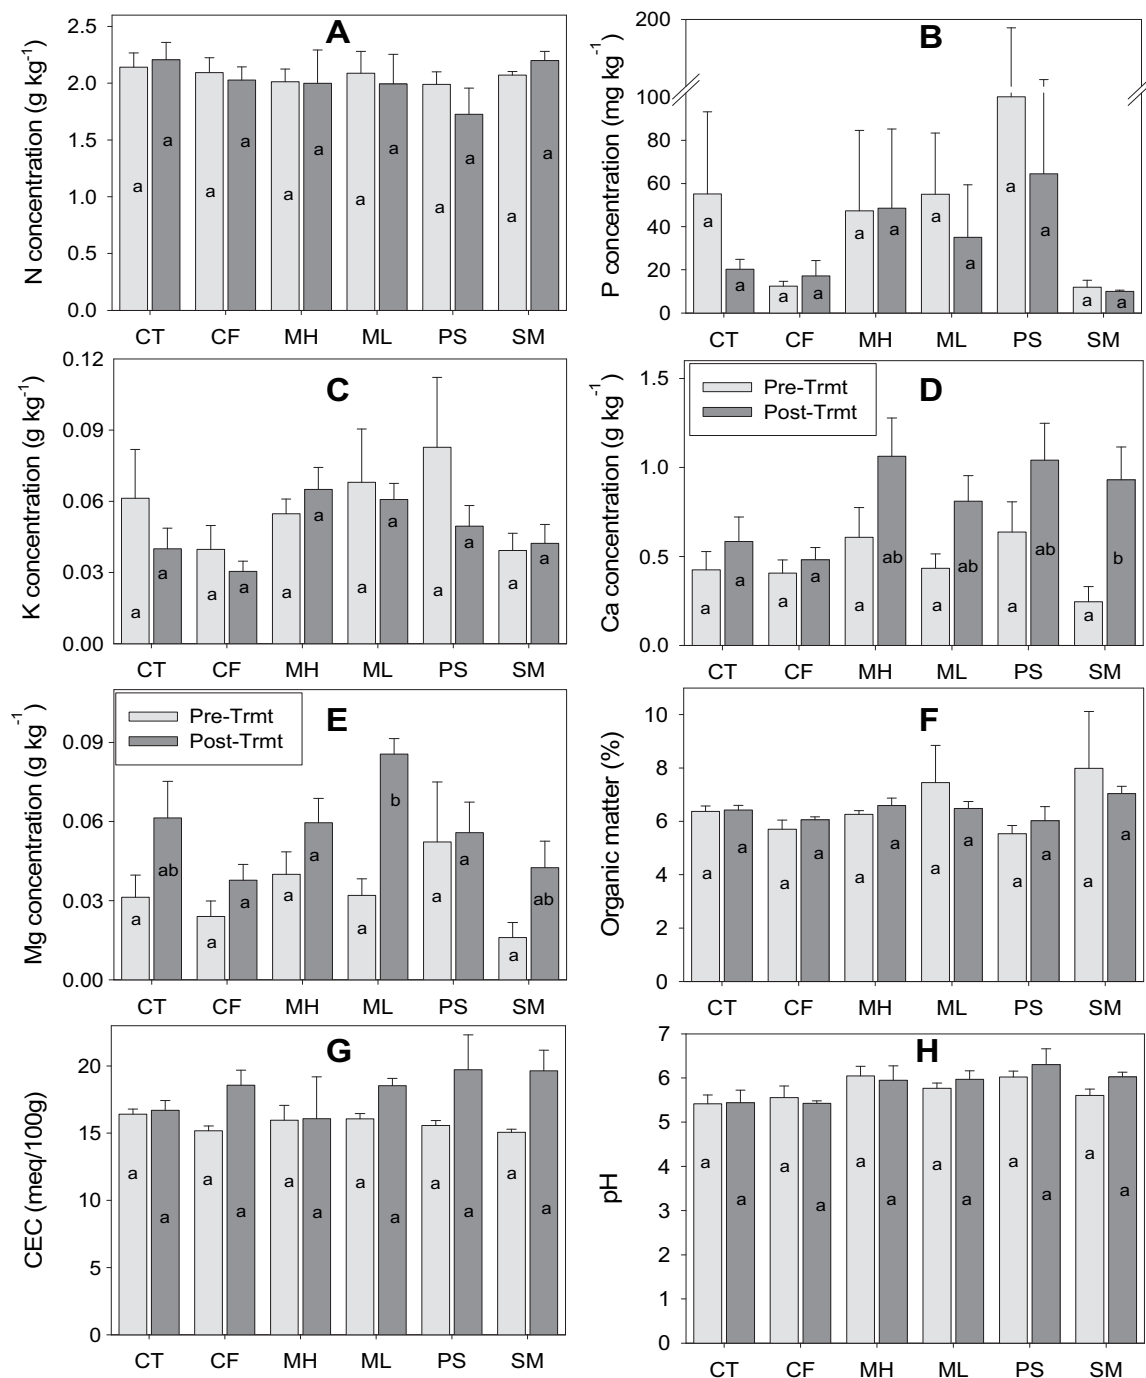 A
N concentration (g kg-1)
2.5
2.0
1.5
1.0
0.5
0.0
a a a a a a a a a a a a
CT CF MH ML PS SM
B
P concentration (mg kg-1)
200
100
80
60
40
20
0
a a a a a a a a a a a a
CT CF MH ML PS SM
C
K concentration (g kg-1)
0.12
0.09
0.06
0.03
0.00
a a a a a a a a a a a a
CT CF MH ML PS SM
D
Pre-Trmt
Post-Trmt
Ca concentration (g kg-1)
1.5
1.0
0.5
0.0
a a a a a ab a ab a ab a b
CT CF MH ML PS SM
E
Pre-Trmt
Post-Trmt
Mg concentration (g kg-1)
0.09
0.06
0.03
0.00
a ab a a a a a b a a a ab
CT CF MH ML PS SM
F
Organic matter (%)
10
8
6
4
2
0
a a a a a a a a a a a a
CT CF MH ML PS SM
G
CEC (meq/100g)
20
15
10
5
0
a a a a a a a a a a a a
CT CF MH ML PS SM
H
pH
7
6
5
4
3
2
1
0
a a a a a a a a a a a a
CT CF MH ML PS SM